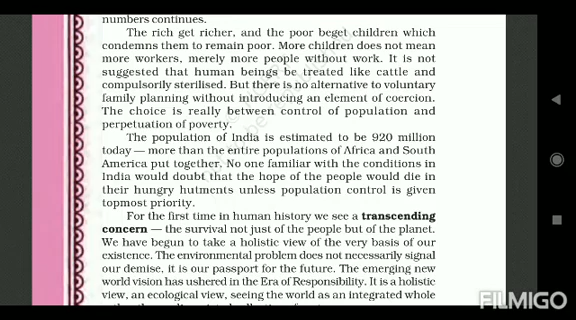 numbers continues.
The rich get richer, and the poor beget children which
condemns them to remain poor. More children does not mean
more workers, merely more people without work. It is not
suggested that human beings be treated like cattle and
compulsorily sterilised. But there is no alternative to voluntary
family planning without introducing an element of coercion.
The choice is really between control of population and
perpetuation of poverty.
The population of India is estimated to be 920 million
today — more than the entire populations of Africa and South
America put together. No one familiar with the conditions in
India would doubt that the hope of the people would die in
their hungry hutments unless population control is given
topmost priority.
For the first time in human history we see a transcending
concern — the survival not just of the people but of the planet.
We have begun to take a holistic view of the very basis of our
existence. The environmental problem does not necessarily signal
our demise, it is our passport for the future. The emerging new
world vision has ushered in the Era of Responsibility. It is a holistic
view, an ecological view, seeing the world as an integrated whole
FILMIGO